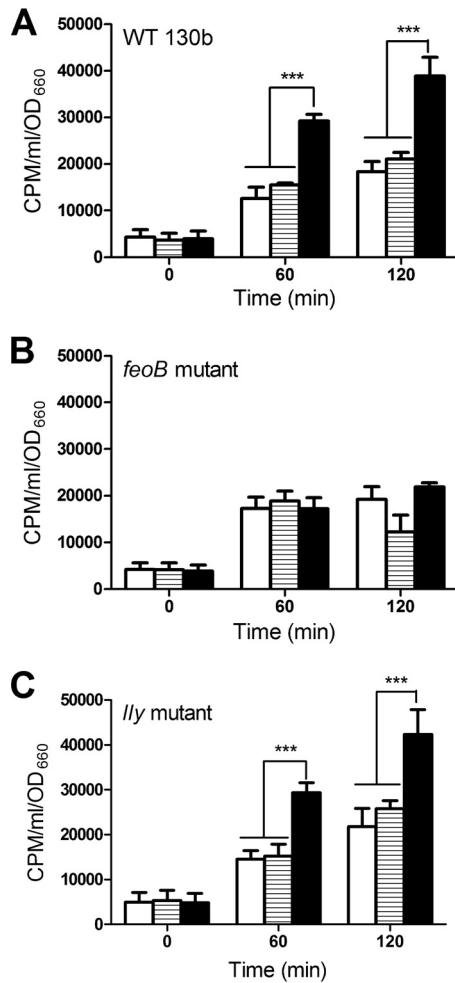 A
WT 130b
CPM/ml/OD660
50000
40000
30000
20000
10000
0
***
***
0 60 120
Time (min)
B
feoB mutant
CPM/ml/OD660
50000
40000
30000
20000
10000
0
0 60 120
Time (min)
C
lly mutant
CPM/ml/OD660
50000
40000
30000
20000
10000
0
***
***
0 60 120
Time (min)